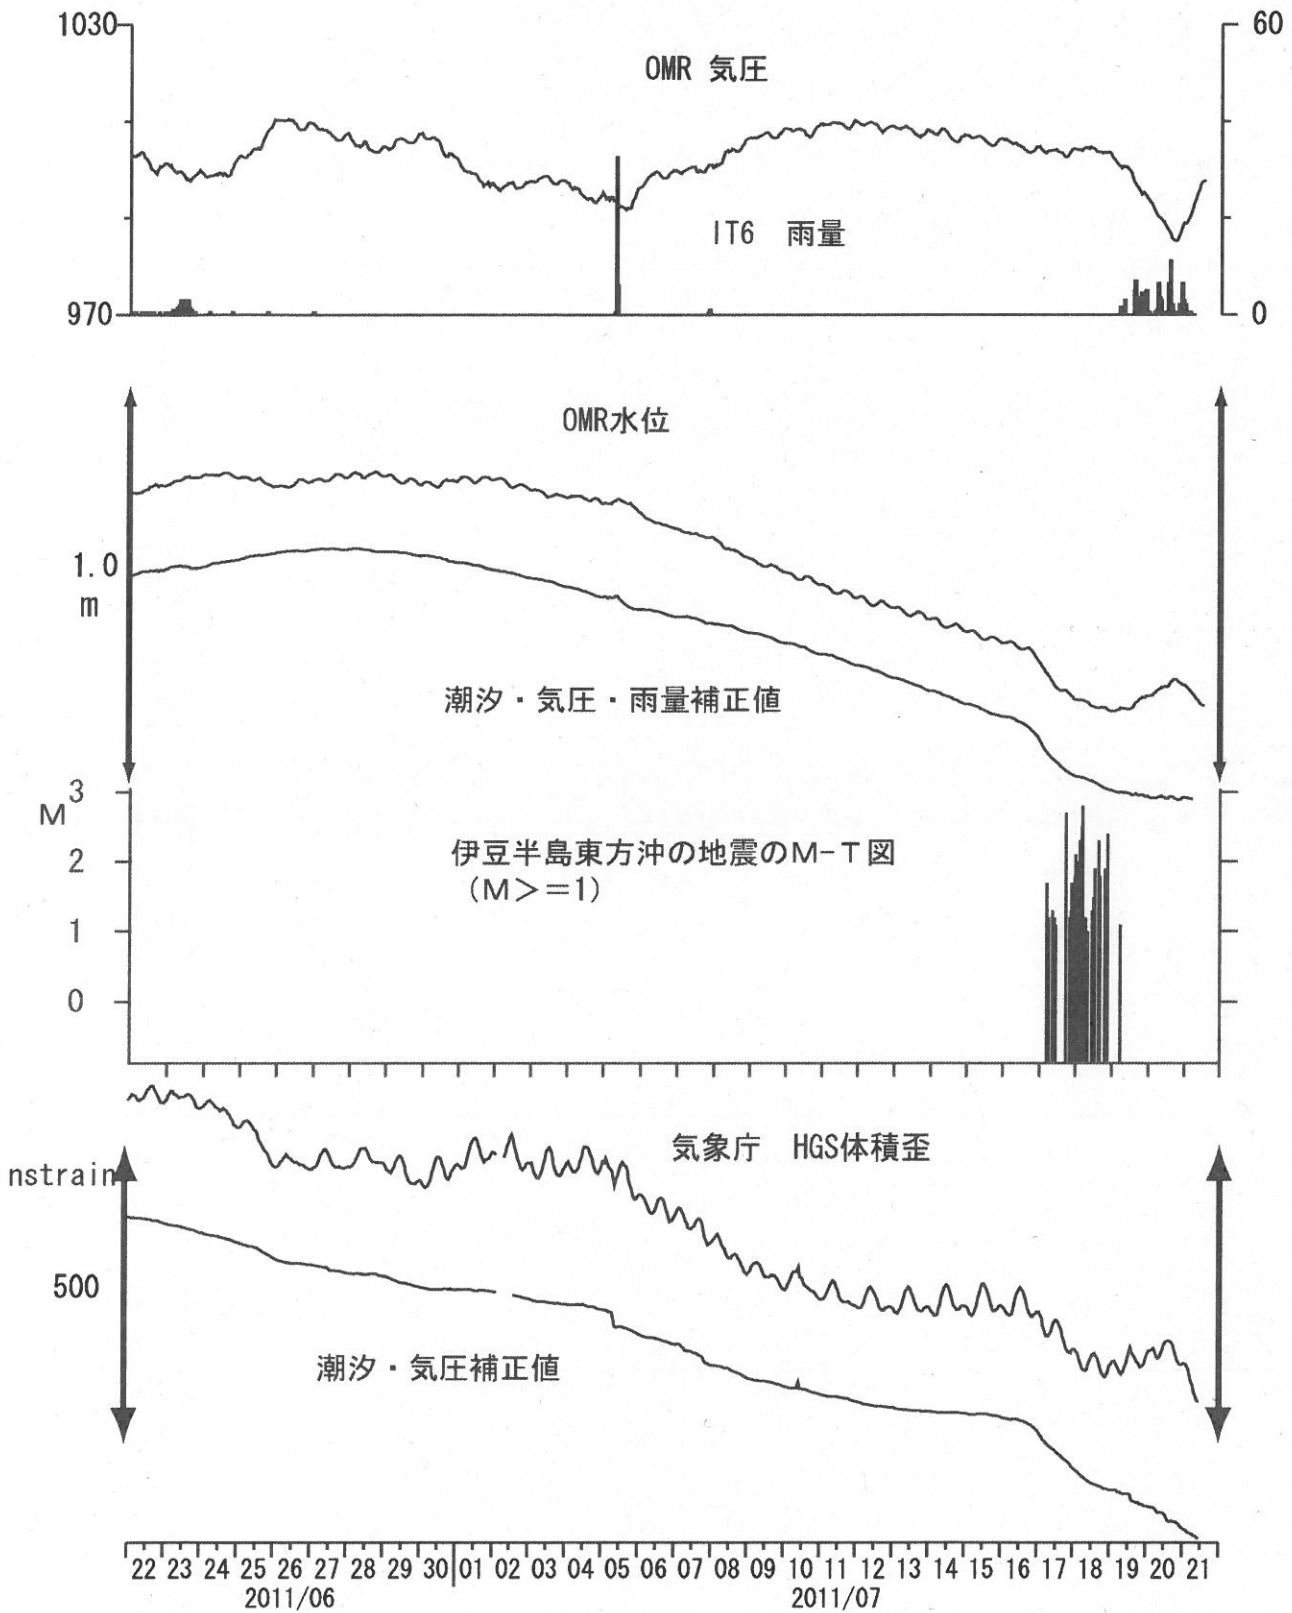 1030
60
OMR 気圧
IT6 雨量
970
0
OMR水位
1.0
m
潮汐・気圧・雨量補正値
3
M
2
1
0
伊豆半島東方沖の地震のM-T図
(M>=1)
気象庁 HGS体積歪
nstrain
500
潮汐・気圧補正値
22 23 24 25 26 27 28 29 30 01 02 03 04 05 06 07 08 09 10 11 12 13 14 15 16 17 18 19 20 21
2011/06 2011/07